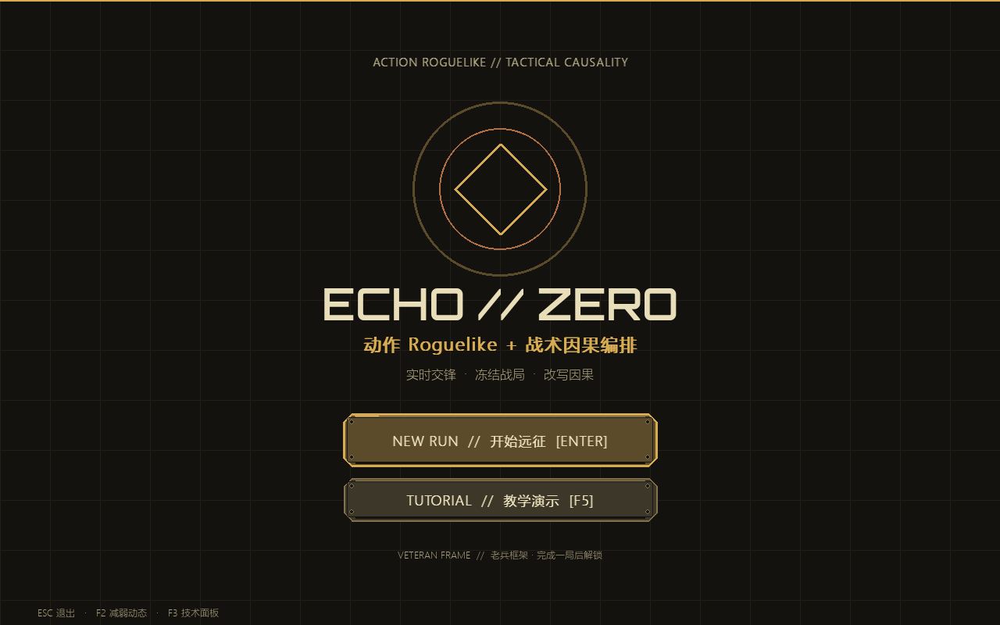 ACTION ROGUELIKE // TACTICAL CAUSALITY
ECHO // ZERO
动作 Roguelike + 战术因果编排
实时交锋 · 冻结战局 · 改写因果
NEW RUN // 开始远征 [ENTER]
TUTORIAL // 教学演示 [F5]
VETERAN FRAME // 老兵框架 · 完成一局后解锁
ESC 退出 · F2 减弱动态 · F3 技术面板